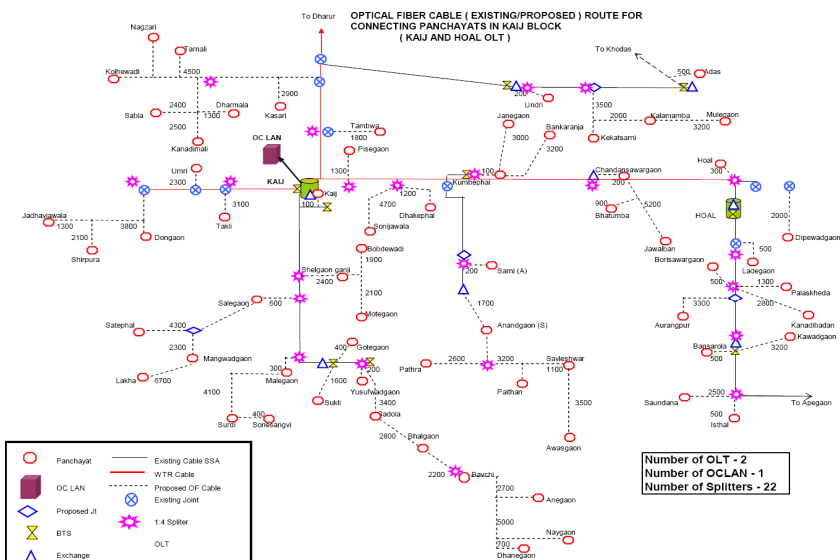 To Dharur
OPTICAL FIBER CABLE ( EXISTING/PROPOSED ) ROUTE FOR
CONNECTING PANCHAYATS IN KAIJ BLOCK
( KAIJ AND HOAL OLT )
Nagzari
Tarnali
To Khodas
Kolhewadi
4500
500
Adas
2900
200
Undri
3500
Sabla
2400
Dharmala
1300
Kasari
2000
Kalamamba
Mulegaon
3200
2500
Kanadimali
Tambwa
1800
Janegaon
3000
Bankaranja
3200
Kekatsarni
OC LAN
Pisegaon
1300
Umri
2300
KAIJ
Kaij
100
100
Kumbephal
Chandansawargaon
200
Hoal
300
3100
Takli
4700
1200
Dhakephal
Sonijawala
900
Bhatumba
5200
Jawalban
HOAL
2000
Dipewadgaon
Jadhaviawala
1300
2100
Shirpura
3800
Dongaon
Bobdewadi
1900
500
Ladegaon
Borisawargaon
Shelgaon ganji
2400
200
Sarni (A)
500
1300
Palaskheda
2800
2100
Motegaon
Salegaon
600
1700
3300
Aurangpur
Kanadibadan
Satephal
4300
Anandgaon (S)
Kawadgaon
2300
Mangwadgaon
400
Gotegaon
Bansarola
500
3200
Lakha
6700
300
Malegaon
1600
200
Yusufwadgaon
Pathra
2600
3200
Savleshwar
1100
Paithan
4100
Sukli
3400
Sadola
2500
Saundana
To Apegaon
Surdi
400
Sonesangvi
3500
500
Isthal
2800
Bhalgaon
Awasgaon
2200
Bavchi
2700
Anegaon
5000
Naygaon
700
Dhanegaon
Number of OLT - 2
Number of OCLAN - 1
Number of Splitters - 22
Panchayat
Existing Cable SSA
WTR Cable
OC LAN
Proposed OF Cable
Existing Joint
Proposed Jt
1:4 Spliter
BTS
OLT
Exchange